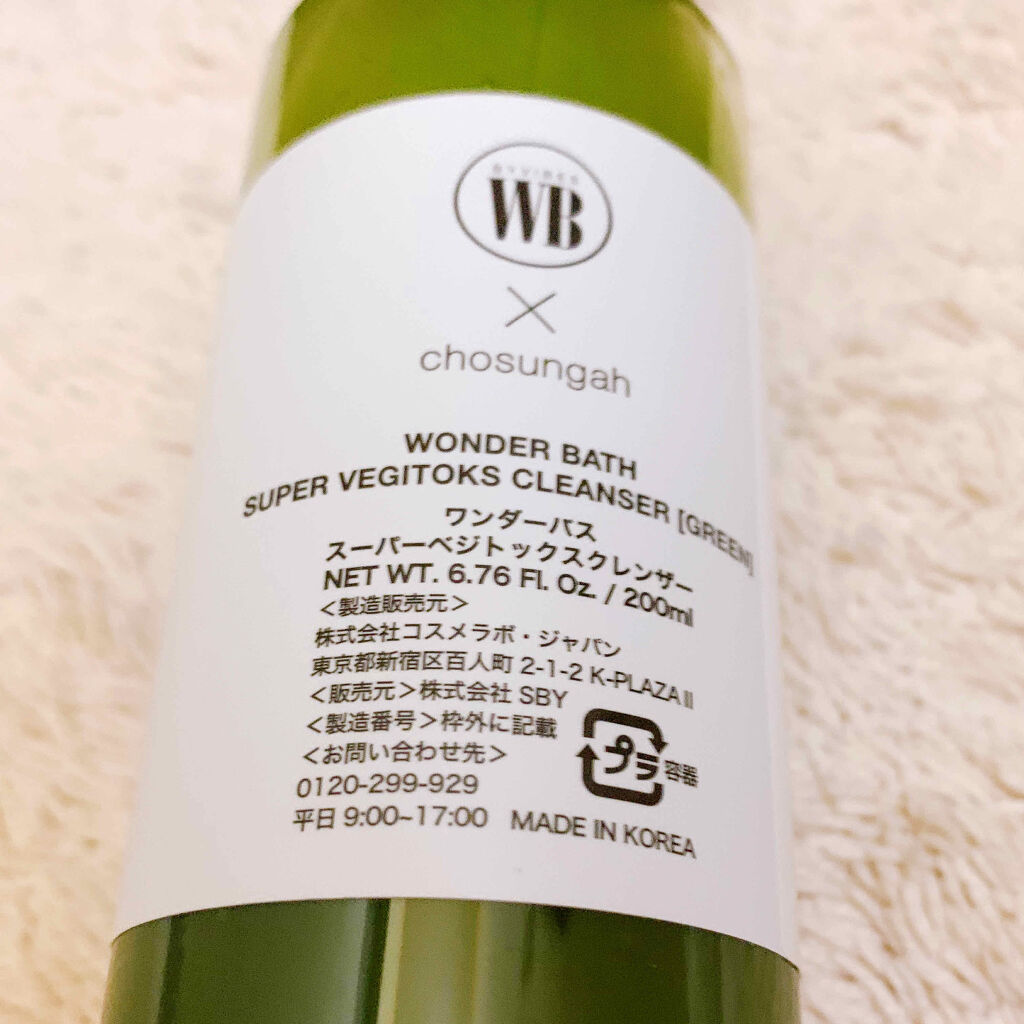 BYVIBES
WB
×
chosungah
WONDER BATH
SUPER VEGITOKS CLEANSER [GREEN]
ワンダーバス
スーパーベジトックスクレンザー
NET WT. 6.76 Fl. Oz. / 200ml
＜製造販売元＞
株式会社コスメラボ・ジャパン
東京都新宿区百人町 2-1-2 K-PLAZA II
＜販売元＞株式会社 SBY
＜製造番号＞枠外に記載
＜お問い合わせ先＞
0120-299-929
平日 9:00~17:00 MADE IN KOREA
プラ 容器